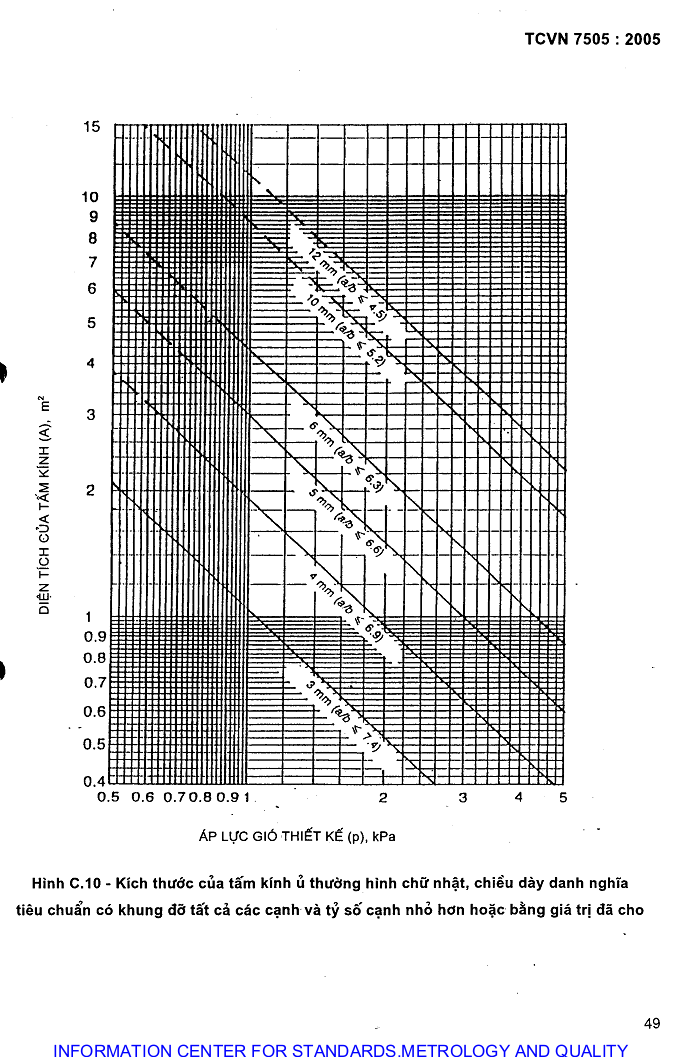 TCVN 7505 : 2005
15
10
9
8
7
6
5
4
3
2
1
0.9
0.8
0.7
0.6
0.5
0.4
DIỆN TÍCH CỦA TẤM KÍNH (A), m²
12 mm (a/b ≤ 4.5)
10 mm (a/b ≤ 5.2)
6 mm (a/b ≤ 6.3)
5 mm (a/b ≤ 6.6)
4 mm (a/b ≤ 6.9)
3 mm (a/b ≤ 7.4)
0.5 0.6 0.7 0.8 0.9 1 2 3 4 5
ÁP LỰC GIÓ THIẾT KẾ (p), kPa
Hình C.10 - Kích thước của tấm kính ủ thường hình chữ nhật, chiều dày danh nghĩa
tiêu chuẩn có khung đỡ tất cả các cạnh và tỷ số cạnh nhỏ hơn hoặc bằng giá trị đã cho
49
INFORMATION CENTER FOR STANDARDS.METROLOGY AND QUALITY